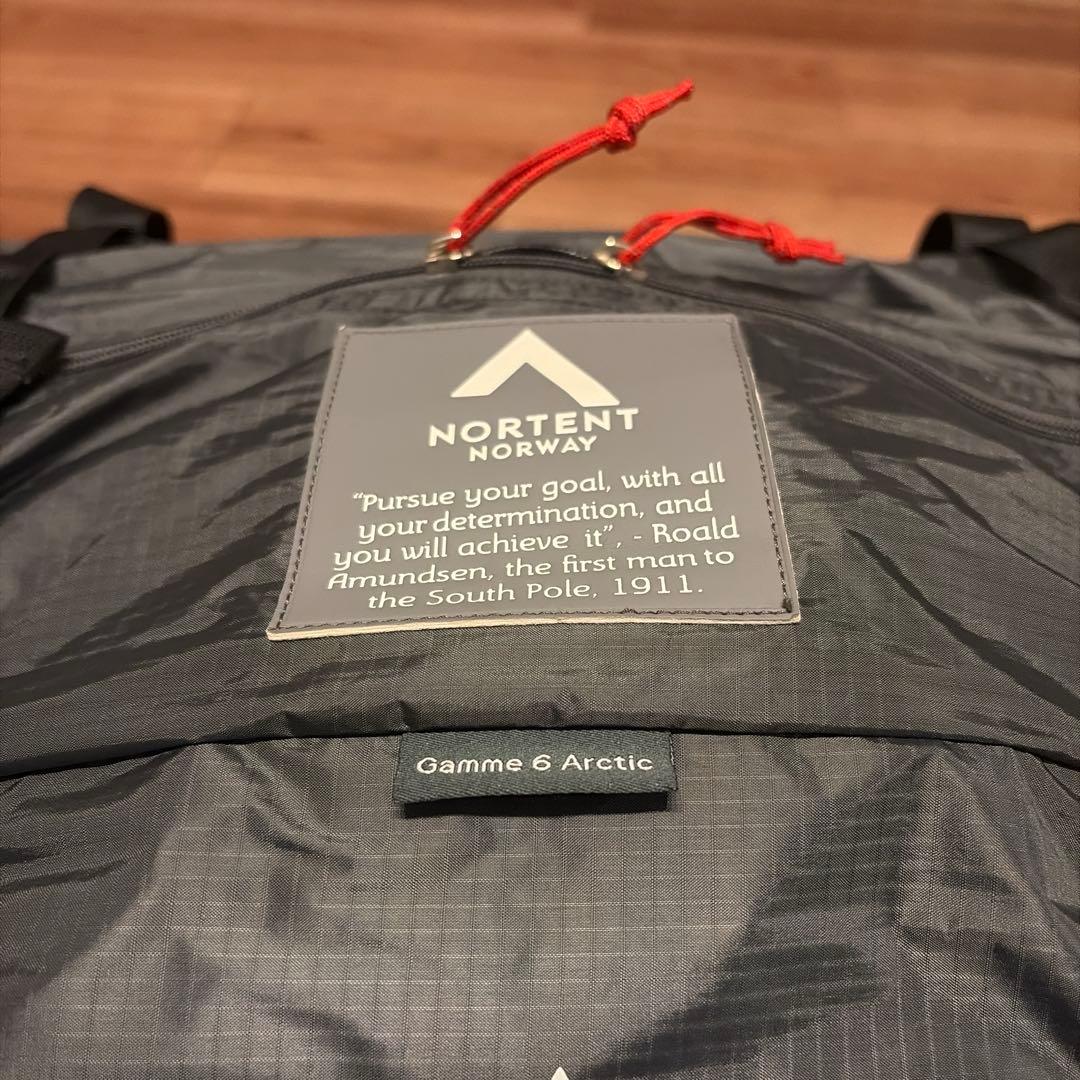 NORTENT
NORWAY
“Pursue your goal, with all
your determination, and
you will achieve it”, - Roald
Amundsen, the first man to
the South Pole, 1911.
Gamme 6 Arctic